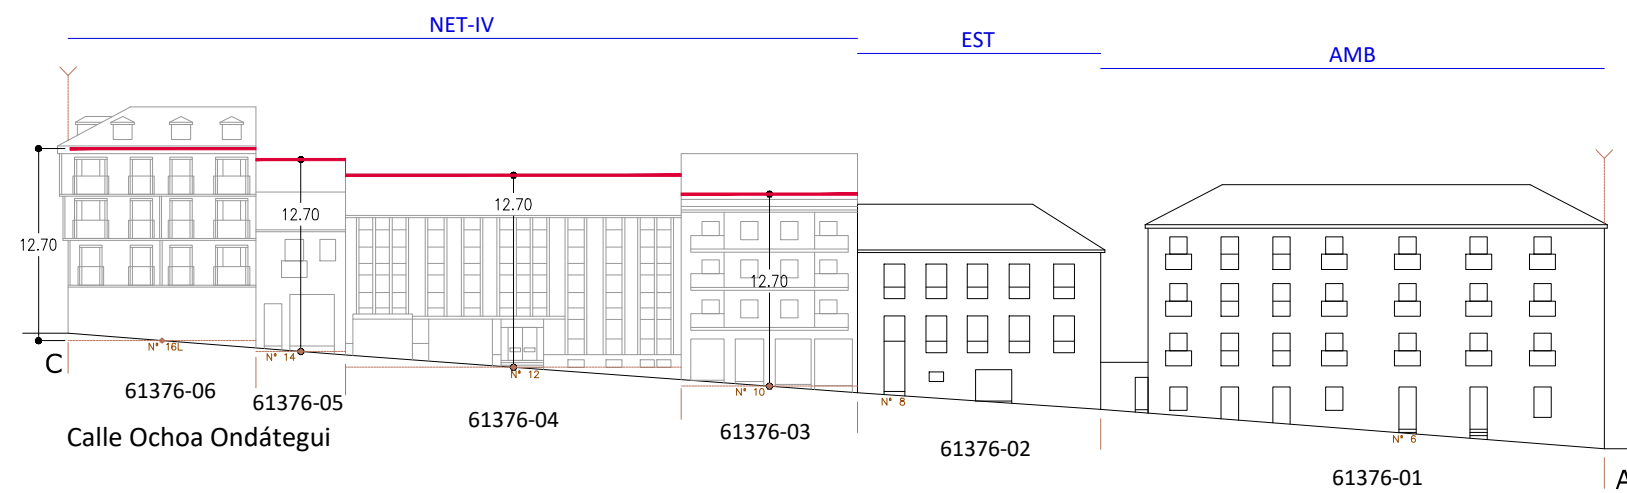 NET-IV
EST
AMB
12.70
12.70
12.70
12.70
C
N° 16L
N° 14
N° 12
N° 10
N° 8
N° 6
61376-06
61376-05
61376-04
61376-03
61376-02
61376-01
Calle Ochoa Ondátegui
A